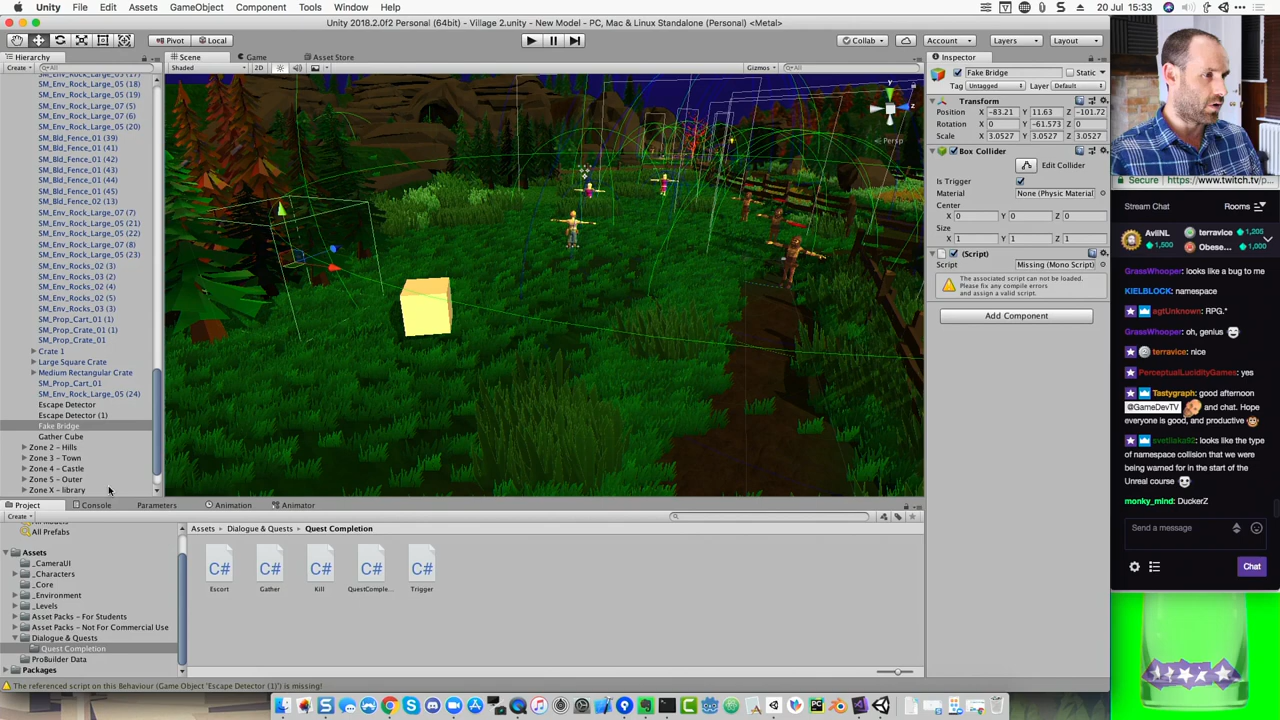 Unity File Edit Assets GameObject Component Tools Window Help
20 Jul 15:33
Unity 2018.2.0f2 Personal (64bit) - Village 2.unity - New Model - PC, Mac & Linux Standalone (Personal) <Metal>
Pivot Local
Collab Account Layers Layout
Hierarchy
Scene Game Asset Store
Inspector
Create All
Shaded 2D Gizmos All
SM_Env_Rock_Large_05 (17)
SM_Env_Rock_Large_05 (18)
SM_Env_Rock_Large_05 (19)
SM_Env_Rock_Large_07 (5)
SM_Env_Rock_Large_07 (6)
SM_Env_Rock_Large_05 (20)
SM_Bld_Fence_01 (39)
SM_Bld_Fence_01 (41)
SM_Bld_Fence_01 (42)
SM_Bld_Fence_01 (43)
SM_Bld_Fence_01 (44)
SM_Bld_Fence_01 (45)
SM_Bld_Fence_02 (13)
SM_Env_Rock_Large_07 (7)
SM_Env_Rock_Large_05 (21)
SM_Env_Rock_Large_05 (22)
SM_Env_Rock_Large_07 (8)
SM_Env_Rock_Large_05 (23)
SM_Env_Rocks_02 (3)
SM_Env_Rocks_03 (2)
SM_Env_Rocks_02 (4)
SM_Env_Rocks_02 (5)
SM_Env_Rocks_03 (3)
SM_Prop_Cart_01 (1)
SM_Prop_Crate_01 (1)
SM_Prop_Crate_01
Crate 1
Large Square Crate
Medium Rectangular Crate
SM_Prop_Cart_01
SM_Env_Rock_Large_05 (24)
Escape Detector
Escape Detector (1)
Fake Bridge
Gather Cube
Zone 2 - Hills
Zone 3 - Town
Zone 4 - Castle
Zone 5 - Outer
Zone X - library
y
z
Persp
Fake Bridge Static
Tag Untagged Layer Default
Transform
Position X -83.21 Y 11.63 Z -101.72
Rotation X 0 Y -61.573 Z 0
Scale X 3.0527 Y 3.0527 Z 3.0527
Box Collider
Edit Collider
Is Trigger
Material None (Physic Material
Center
X 0 Y 0 Z 0
Size
X 1 Y 1 Z 1
(Script)
Script Missing (Mono Script)
The associated script can not be loaded.
Please fix any compile errors
and assign a valid script.
Add Component
Project Console Parameters Animation Animator
Create
All Prefabs
Assets
_CameraUI
_Characters
_Core
_Environment
_Levels
Asset Packs - For Students
Asset Packs - Not For Commercial Use
Dialogue & Quests
Quest Completion
ProBuilder Data
Packages
Assets Dialogue & Quests Quest Completion
C# C# C# C# C#
Escort Gather Kill QuestComple... Trigger
The referenced script on this Behaviour (Game Object 'Escape Detector (1)') is missing!
Secure https://www.twitch.tv/p
Stream Chat Rooms
AviiNL
1,500
terravice 1,205
Obese... 1,000
GrassWhooper: looks like a bug to me
KIELBLOCK: namespace
agtUnknown: RPG.*
GrassWhooper: oh, genius
terravice: nice
PerceptualLucidityGames: yes
Tastygraph: good afternoon
@GameDevTV and chat. Hope
everyone is good, and productive
svetlaka92: looks like the type
of namespace collision that we were
being warned for in the start of the
Unreal course
monky_mind: DuckerZ
Send a message
Chat